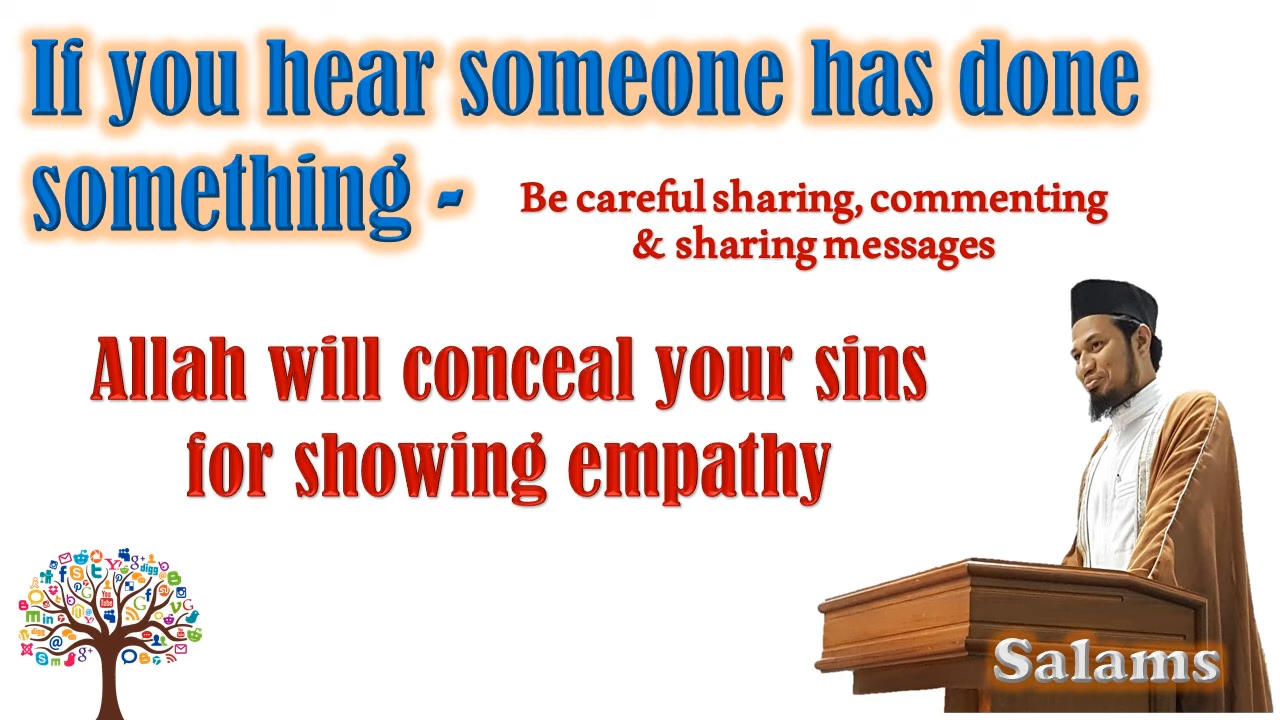 If you hear someone has done
something -
Be careful sharing, commenting
& sharing messages
Allah will conceal your sins
for showing empathy
Salams